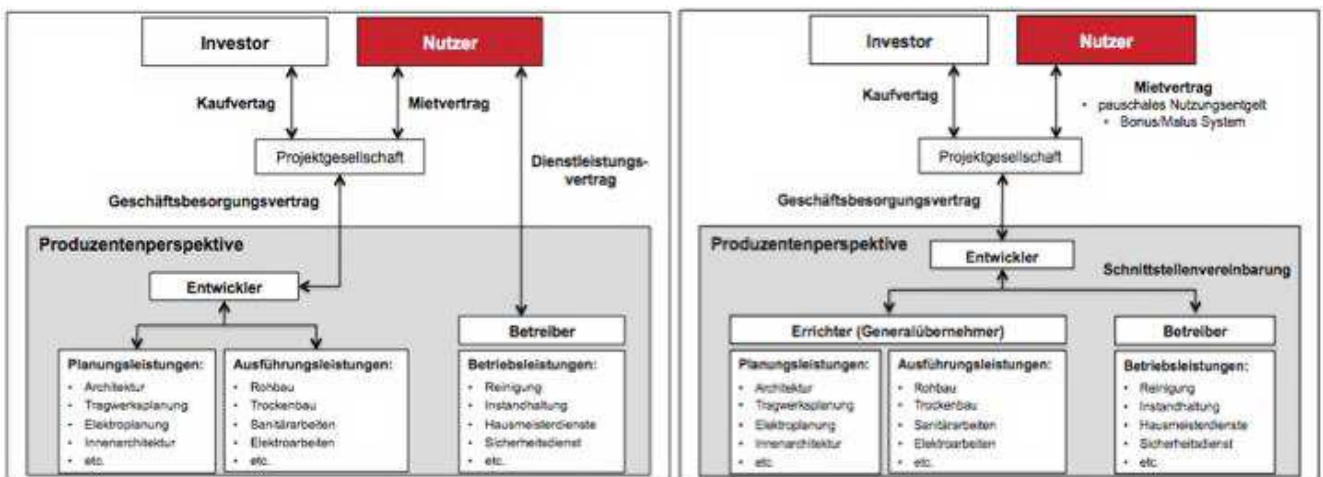 Investor
Nutzer
Kaufvertag
Mietvertrag
Projektgesellschaft
Dienstleistungs-
vertrag
Geschäftsbesorgungsvertrag
Produzentenperspektive
Entwickler
Betreiber
Planungsleistungen:
• Architektur
• Tragwerksplanung
• Elektroplanung
• Innenarchitektur
• etc.
Ausführungsleistungen:
• Rohbau
• Trockenbau
• Sanitärarbeiten
• Elektroarbeiten
• etc.
Betriebsleistungen:
• Reinigung
• Instandhaltung
• Hausmeisterdienste
• Sicherheitsdienst
• etc.
Investor
Nutzer
Kaufvertag
Mietvertrag
• pauschales Nutzungsentgelt
• Bonus/Malus System
Projektgesellschaft
Geschäftsbesorgungsvertrag
Produzentenperspektive
Entwickler
Schnittstellenvereinbarung
Errichter (Generalübernehmer)
Betreiber
Planungsleistungen:
• Architektur
• Tragwerksplanung
• Elektroplanung
• Innenarchitektur
• etc.
Ausführungsleistungen:
• Rohbau
• Trockenbau
• Sanitärarbeiten
• Elektroarbeiten
• etc.
Betriebsleistungen:
• Reinigung
• Instandhaltung
• Hausmeisterdienste
• Sicherheitsdienst
• etc.